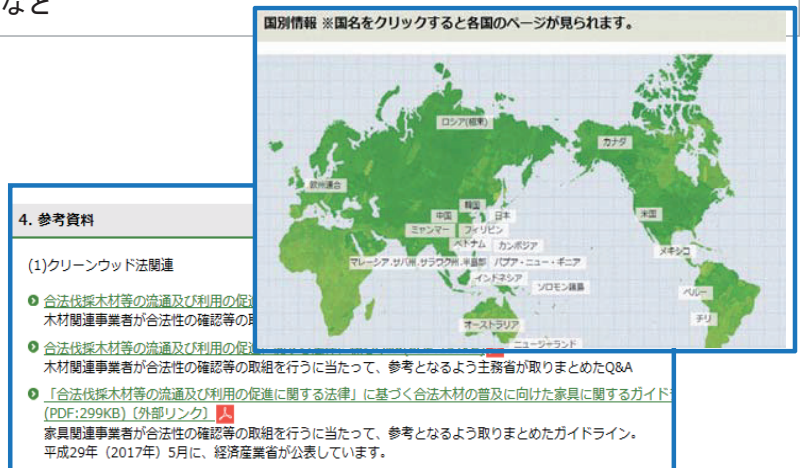 など
国別情報 ※国名をクリックすると各国のページが見られます。
ロシア(極東)
カナダ
欧州連合
韓国
中国
日本
米国
ミャンマー
フィリピン
ベトナム
カンボジア
メキシコ
マレーシア・サバ州・サラワク州・半島部
パプア・ニュー・ギニア
インドネシア
ソロモン諸島
ペルー
オーストラリア
チリ
ニュージーランド
4. 参考資料
(1)クリーンウッド法関連
合法伐採木材等の流通及び利用の促進
木材関連事業者が合法性の確認等の取
合法伐採木材等の流通及び利用の促
木材関連事業者が合法性の確認等の取組を行うに当たって、参考となるよう主務省が取りまとめたQ&A
「合法伐採木材等の流通及び利用の促進に関する法律」に基づく合法木材の普及に向けた家具に関するガイド
(PDF:299KB)〔外部リンク〕
家具関連事業者が合法性の確認等の取組を行うに当たって、参考となるよう取りまとめたガイドライン。
平成29年（2017年）5月に、経済産業省が公表しています。